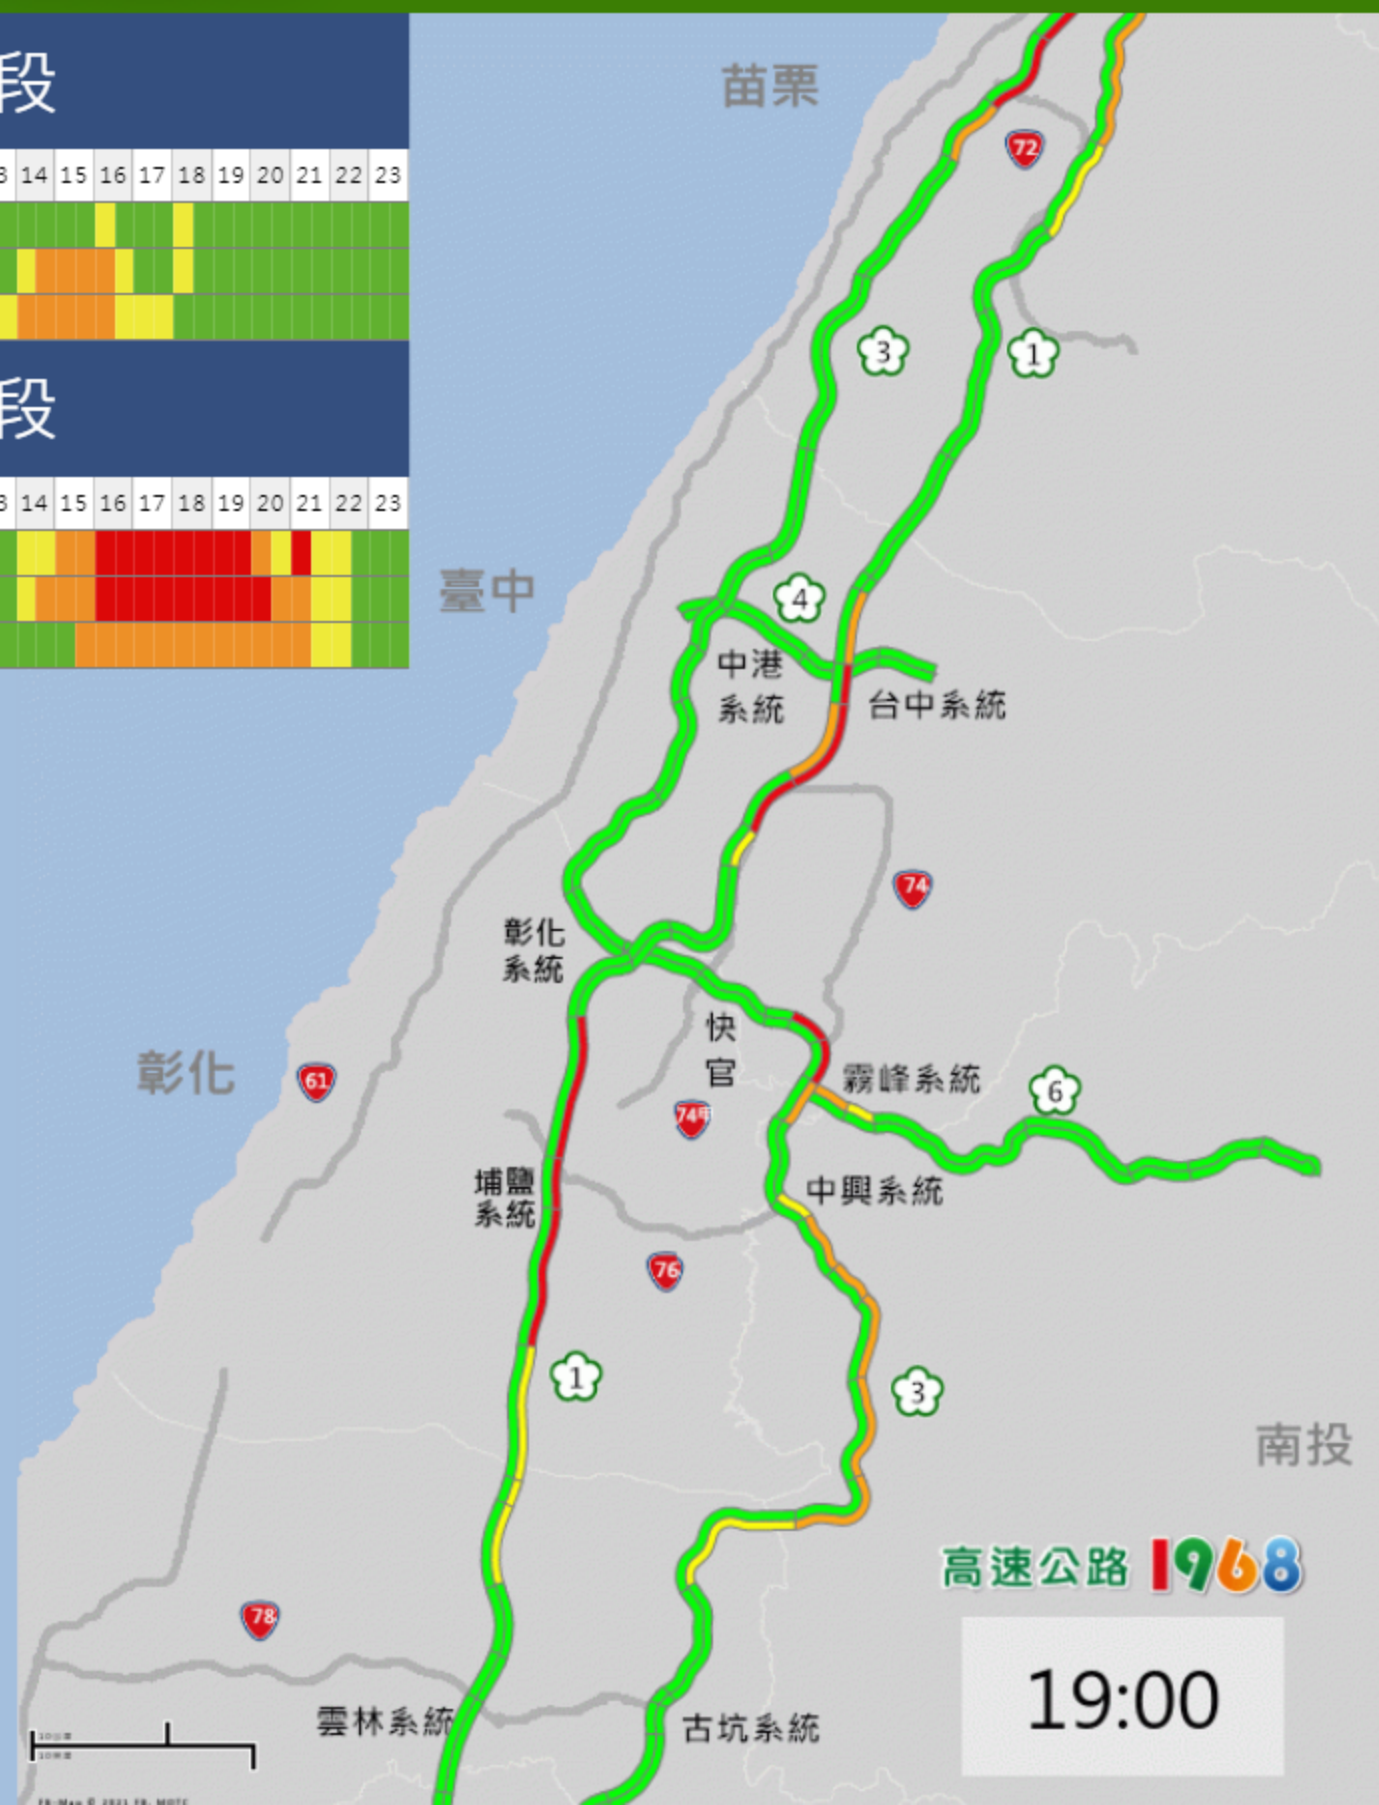 段
14 15 16 17 18 19 20 21 22 23
段
14 15 16 17 18 19 20 21 22 23
苗栗
72
3
1
臺中
4
中港
系統
台中系統
74
彰化
系統
快
官
彰化
61
霧峰系統
6
74甲
埔鹽
系統
中興系統
76
1
3
南投
高速公路1968
78
19:00
雲林系統
古坑系統